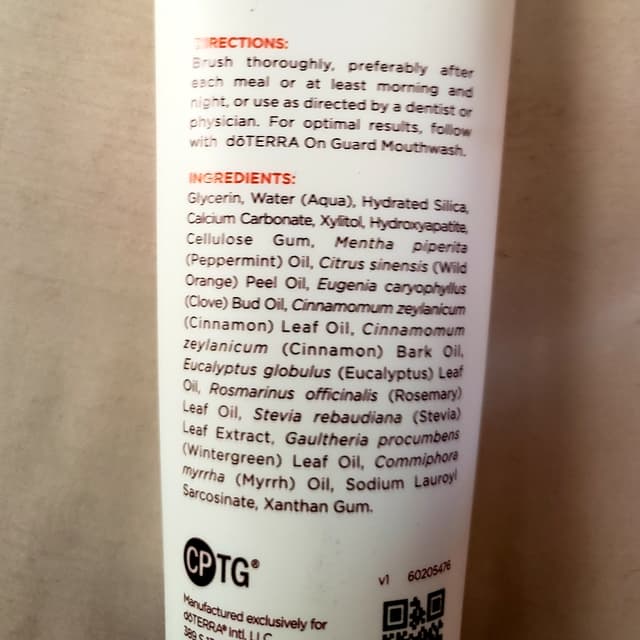 DIRECTIONS:
Brush thoroughly, preferably after
each meal or at least morning and
night, or use as directed by a dentist or
physician. For optimal results, follow
with dōTERRA On Guard Mouthwash.
INGREDIENTS:
Glycerin, Water (Aqua), Hydrated Silica,
Calcium Carbonate, Xylitol, Hydroxyapatite,
Cellulose Gum, Mentha piperita
(Peppermint) Oil, Citrus sinensis (Wild
Orange) Peel Oil, Eugenia caryophyllus
(Clove) Bud Oil, Cinnamomum zeylanicum
(Cinnamon) Leaf Oil, Cinnamomum
zeylanicum (Cinnamon) Bark Oil,
Eucalyptus globulus (Eucalyptus) Leaf
Oil, Rosmarinus officinalis (Rosemary)
Leaf Oil, Stevia rebaudiana (Stevia)
Leaf Extract, Gaultheria procumbens
(Wintergreen) Leaf Oil, Commiphora
myrrha (Myrrh) Oil, Sodium Lauroyl
Sarcosinate, Xanthan Gum.
CPTG®
v1 60205476
Manufactured exclusively for
dōTERRA® Intl, LLC
389 S